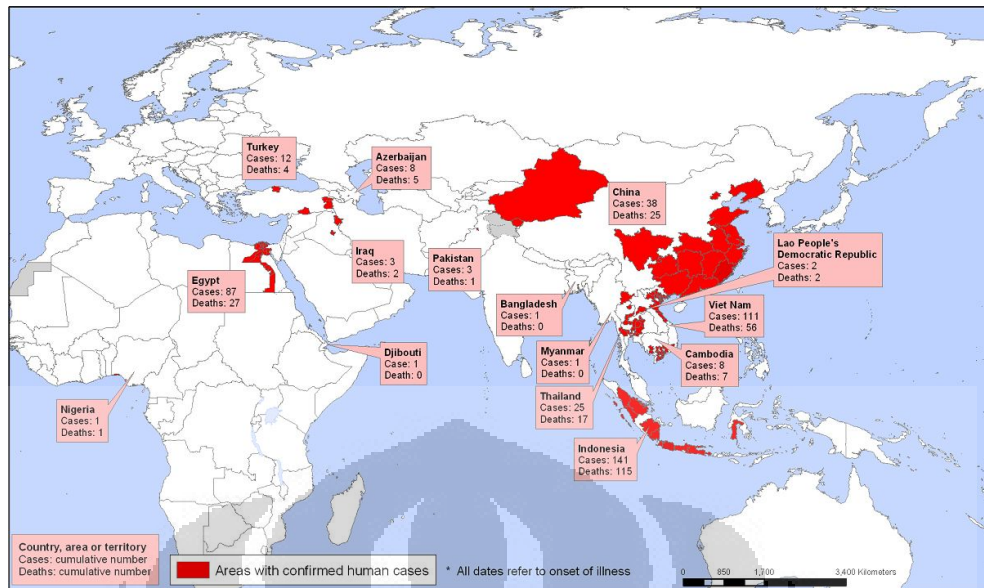 Turkey
Cases: 12
Deaths: 4
Azerbaijan
Cases: 8
Deaths: 5
China
Cases: 38
Deaths: 25
Lao People's
Democratic Republic
Cases: 2
Deaths: 2
Iraq
Cases: 3
Deaths: 2
Pakistan
Cases: 3
Deaths: 1
Egypt
Cases: 87
Deaths: 27
Bangladesh
Cases: 1
Deaths: 0
Viet Nam
Cases: 111
Deaths: 56
Djibouti
Case: 1
Death: 0
Myanmar
Cases: 1
Deaths: 0
Cambodia
Cases: 8
Deaths: 7
Nigeria
Cases: 1
Deaths: 1
Thailand
Cases: 25
Deaths: 17
Indonesia
Cases: 141
Deaths: 115
Country, area or territory
Cases: cumulative number
Deaths: cumulative number
Areas with confirmed human cases
* All dates refer to onset of illness
0 850 1,700 3,400 Kilometers